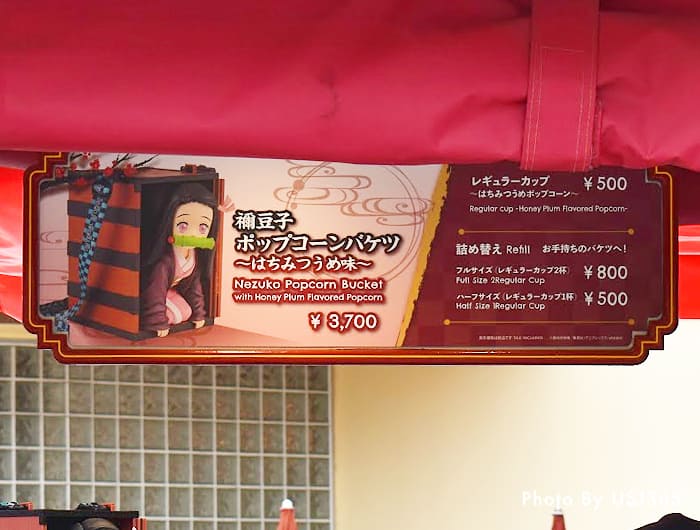 禰豆子
ポップコーンバケツ
～はちみつうめ味～
Nezuko Popcorn Bucket
with Honey Plum Flavored Popcorn
¥ 3,700
レギュラーカップ ¥ 500
～はちみつうめポップコーン～
Regular cup -Honey Plum Flavored Popcorn-
詰め替え Refill お手持ちのバケツへ！
フルサイズ（レギュラーカップ2杯） ¥ 800
Full Size 2Regular Cup
ハーフサイズ（レギュラーカップ1杯） ¥ 500
Half Size 1Regular Cup
Photo By USJ365